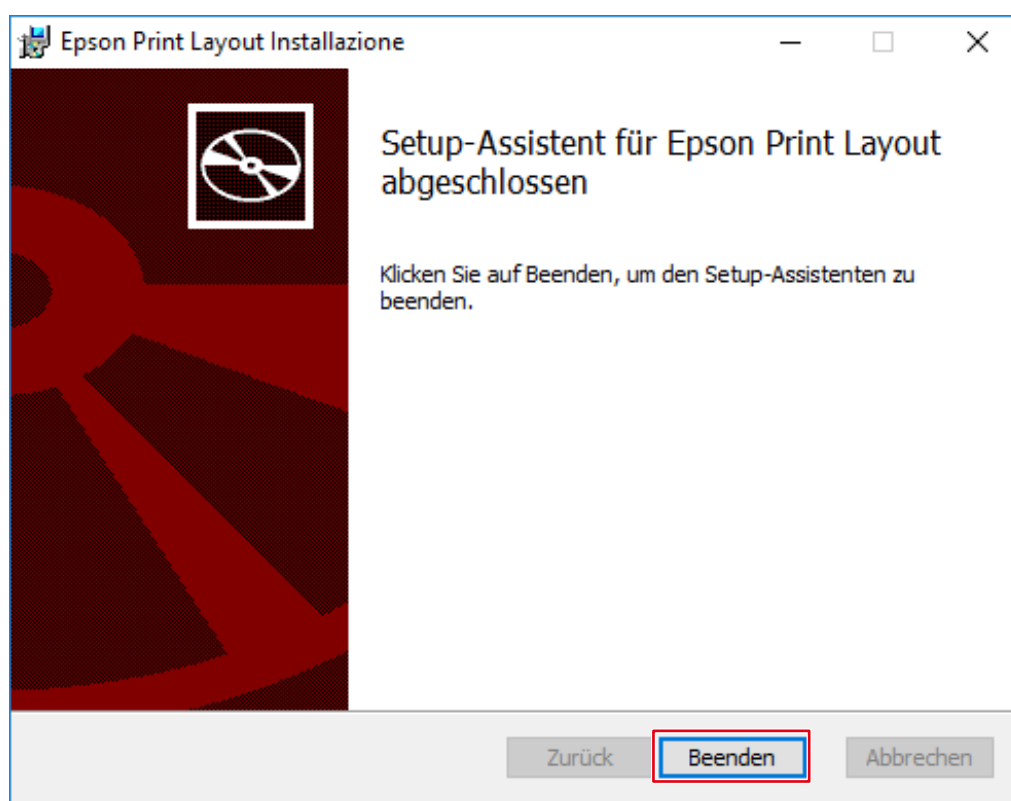 Epson Print Layout Installazione
Setup-Assistent für Epson Print Layout
abgeschlossen
Klicken Sie auf Beenden, um den Setup-Assistenten zu
beenden.
Zurück Beenden Abbrechen